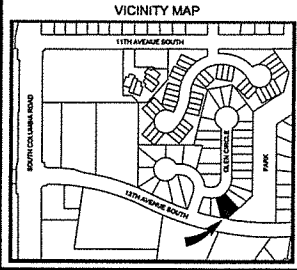 VICINITY MAP
11TH AVENUE SOUTH
SOUTH COLUMBIA ROAD
GLEN CIRCLE
PARK
13TH AVENUE SOUTH